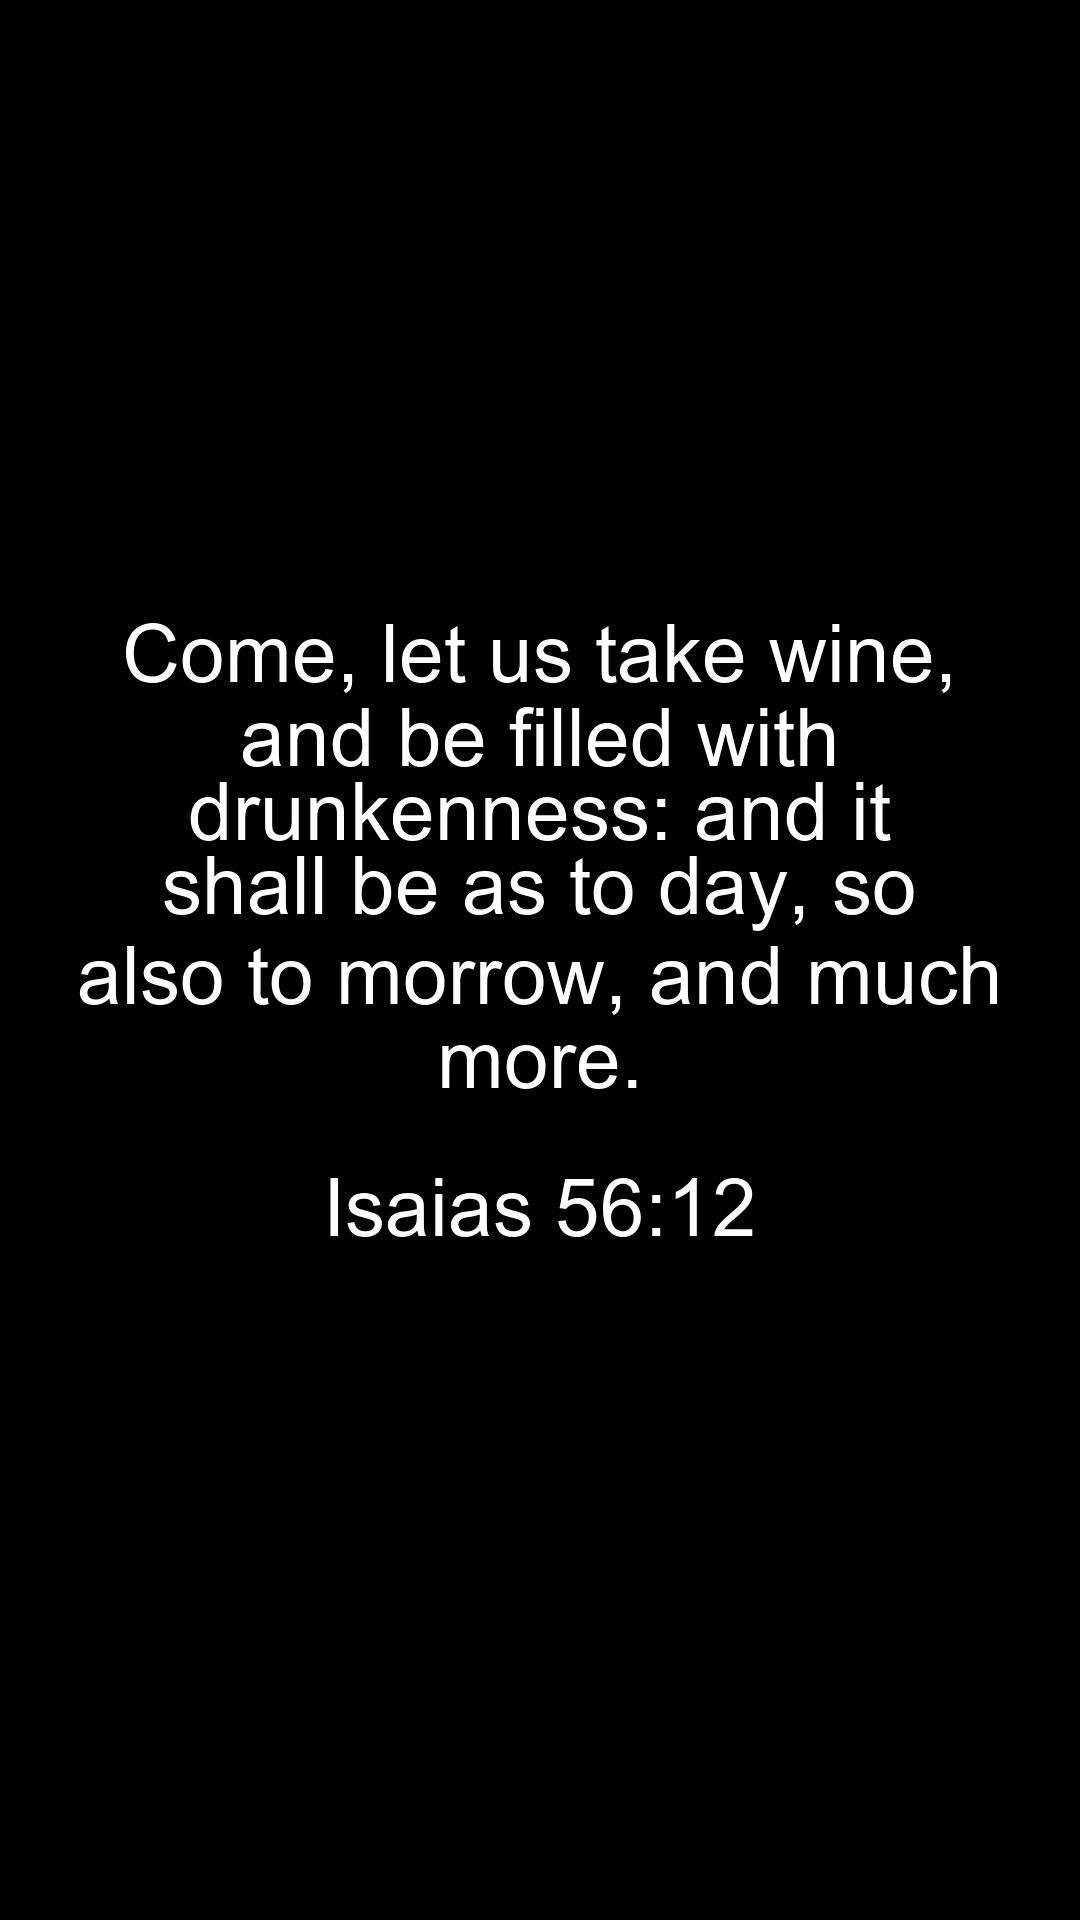 Come, let us take wine,
and be filled with
drunkenness: and it
shall be as to day, so
also to morrow, and much
more.
Isaias 56:12